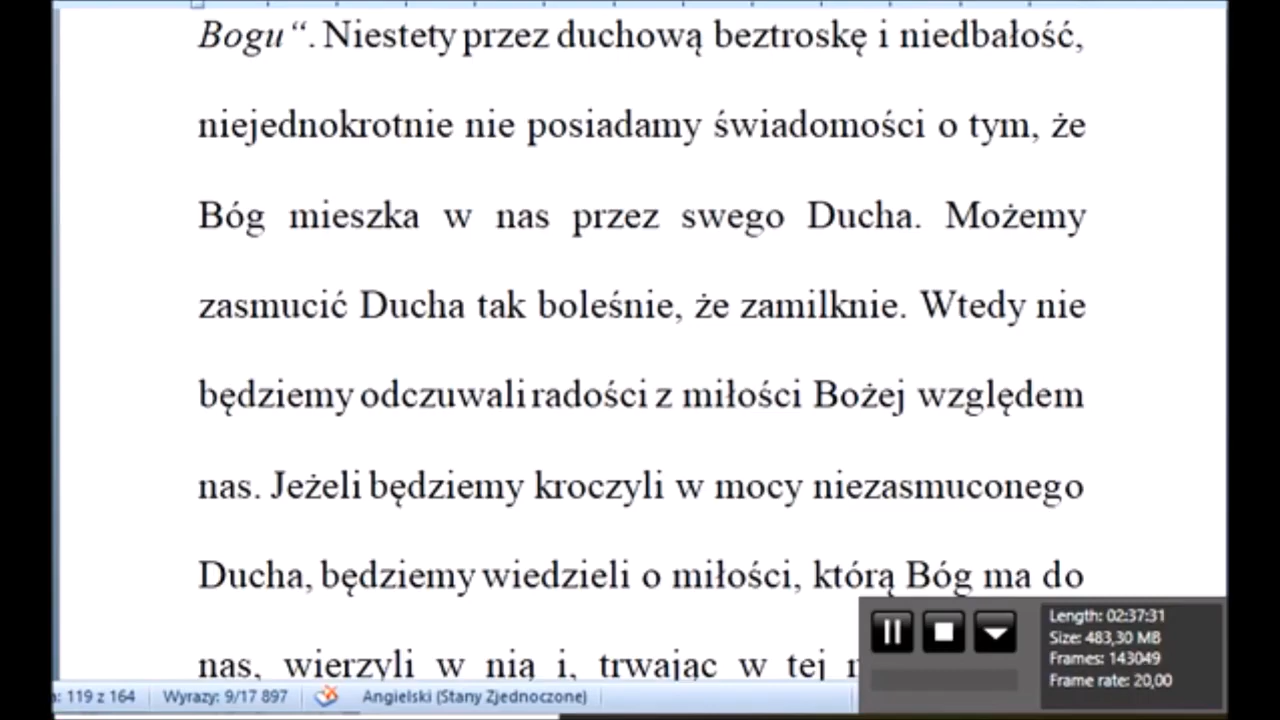 Bogu“. Niestety przez duchową beztroskę i niedbałość,
niejednokrotnie nie posiadamy świadomości o tym, że
Bóg mieszka w nas przez swego Ducha. Możemy
zasmucić Ducha tak boleśnie, że zamilknie. Wtedy nie
będziemy odczuwali radości z miłości Bożej względem
nas. Jeżeli będziemy kroczyli w mocy niezasmuconego
Ducha, będziemy wiedzieli o miłości, którą Bóg ma do
nas, wierzyli w nią i, trwając w tej
Length: 02:37:31
Size: 483,30 MB
Frames: 143049
Frame rate: 20,00
119 z 164 Wyrazy: 9/17 897 Angielski (Stany Zjednoczone)